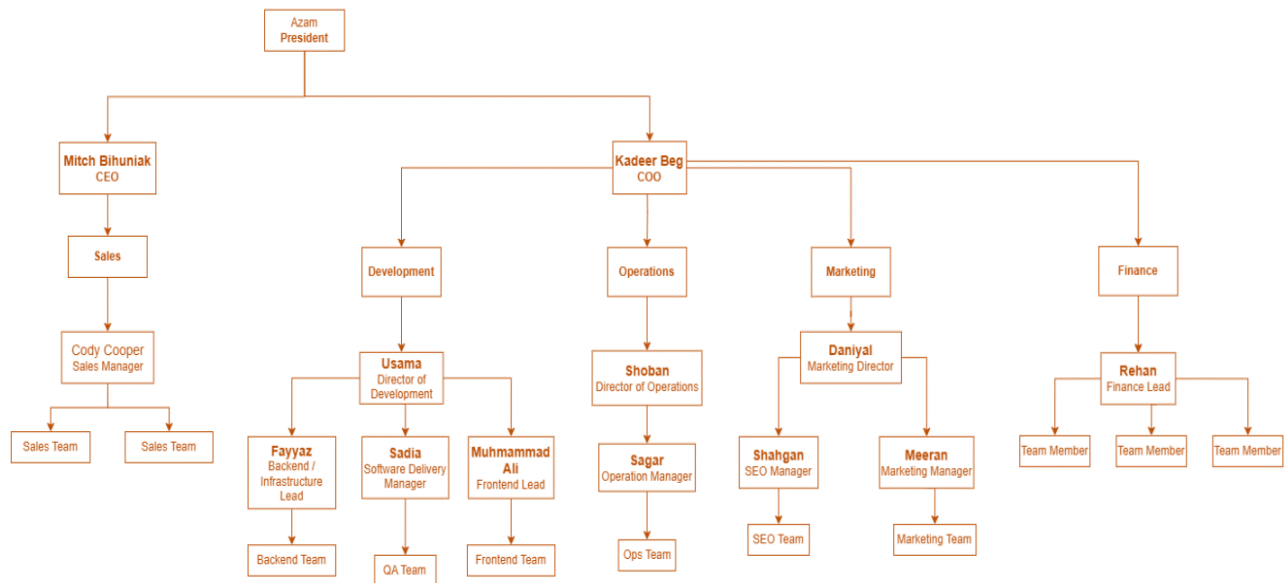 Azam
President
Mitch Bihuniak
CEO
Kadeer Beg
COO
Sales
Development
Operations
Marketing
Finance
Cody Cooper
Sales Manager
Usama
Director of
Development
Shoban
Director of Operations
Daniyal
Marketing Director
Rehan
Finance Lead
Sales Team
Sales Team
Fayyaz
Backend /
Infrastructure
Lead
Sadia
Software Delivery
Manager
Muhmammad
Ali
Frontend Lead
Sagar
Operation Manager
Shahgan
SEO Manager
Meeran
Marketing Manager
Team Member
Team Member
Team Member
Backend Team
QA Team
Frontend Team
Ops Team
SEO Team
Marketing Team